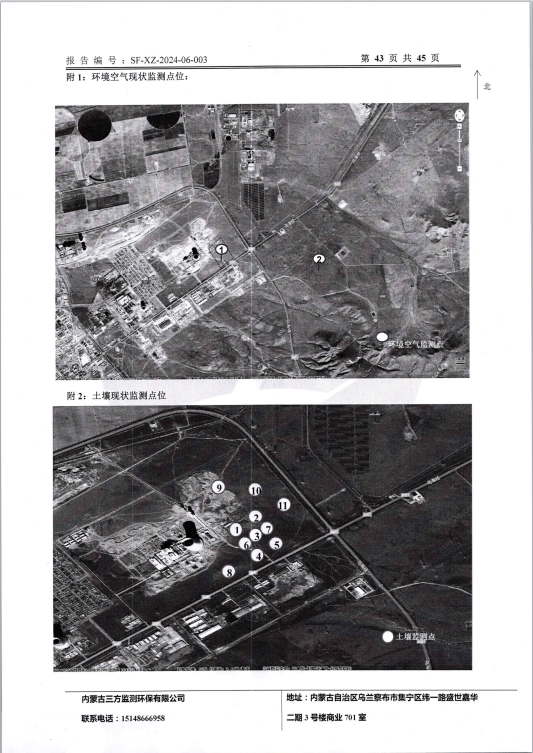 报 告 编 号 : SF-XZ-2024-06-003
第 43 页 共 45 页
附 1: 环境空气现状监测点位:
北
1
2
环境空气监测点
附 2: 土壤现状监测点位
9
10
11
2
1
7
3
6
5
4
8
土壤监测点
内蒙古三方监测环保有限公司
地址:内蒙古自治区乌兰察布市集宁区纬一路盛世嘉华
联系电话:15148666958
二期 3 号楼商业 701 室